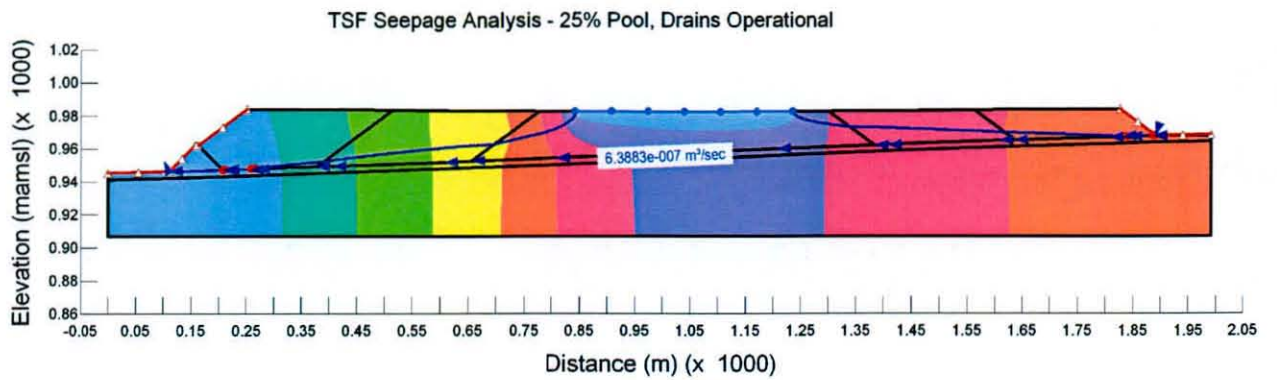 TSF Seepage Analysis - 25% Pool, Drains Operational
Elevation (mamsl) (x 1000)
1.02
1.00
0.98
0.96
0.94
0.92
0.90
0.88
0.86
6.3883e-007 m³/sec
-0.05 0.05 0.15 0.25 0.35 0.45 0.55 0.65 0.75 0.85 0.95 1.05 1.15 1.25 1.35 1.45 1.55 1.65 1.75 1.85 1.95 2.05
Distance (m) (x 1000)